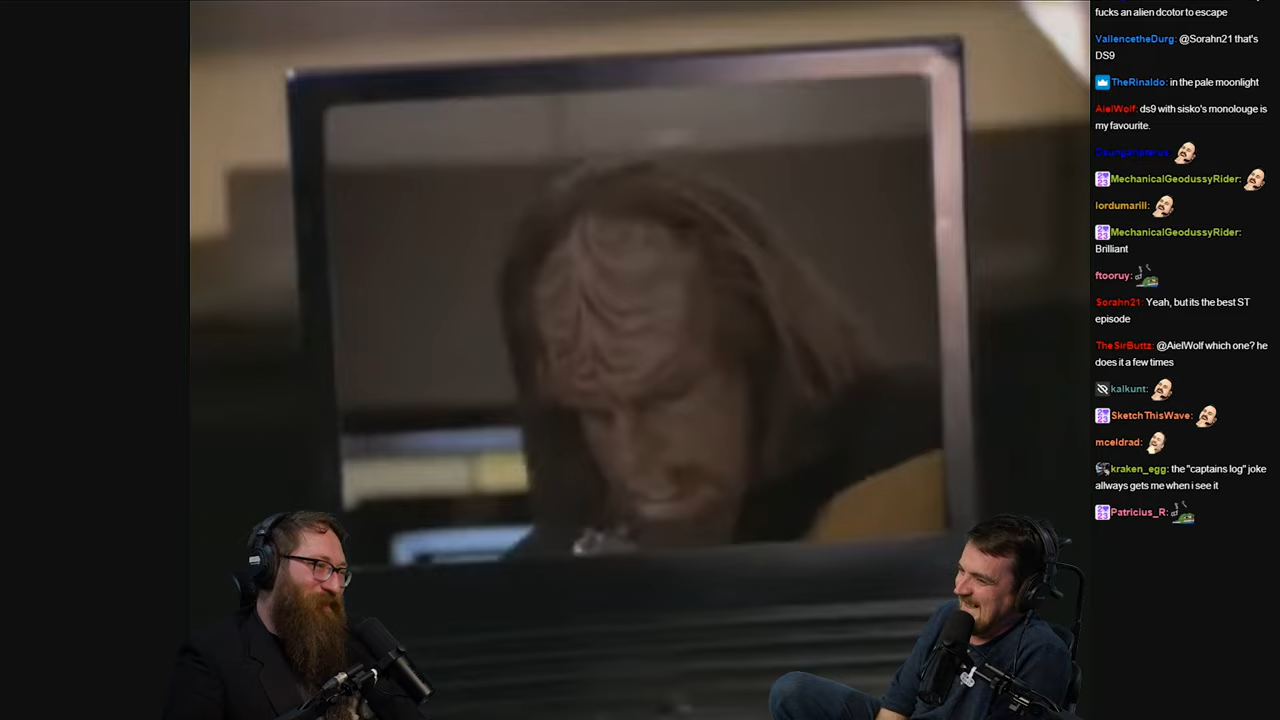 fucks an alien dcotor to escape
VallencetheDurg: @Sorahn21 that's
DS9
TheRinaldo: in the pale moonlight
AielWolf: ds9 with sisko's monolouge is
my favourite.
MechanicalGeodussyRider:
lordumarill:
MechanicalGeodussyRider:
Brilliant
ftooruy:
Sorahn21: Yeah, but its the best ST
episode
TheSirButtz: @AielWolf which one? he
does it a few times
kalkunt:
SketchThisWave:
mceldrad:
kraken_egg: the "captains log" joke
allways gets me when i see it
Patricius_R: